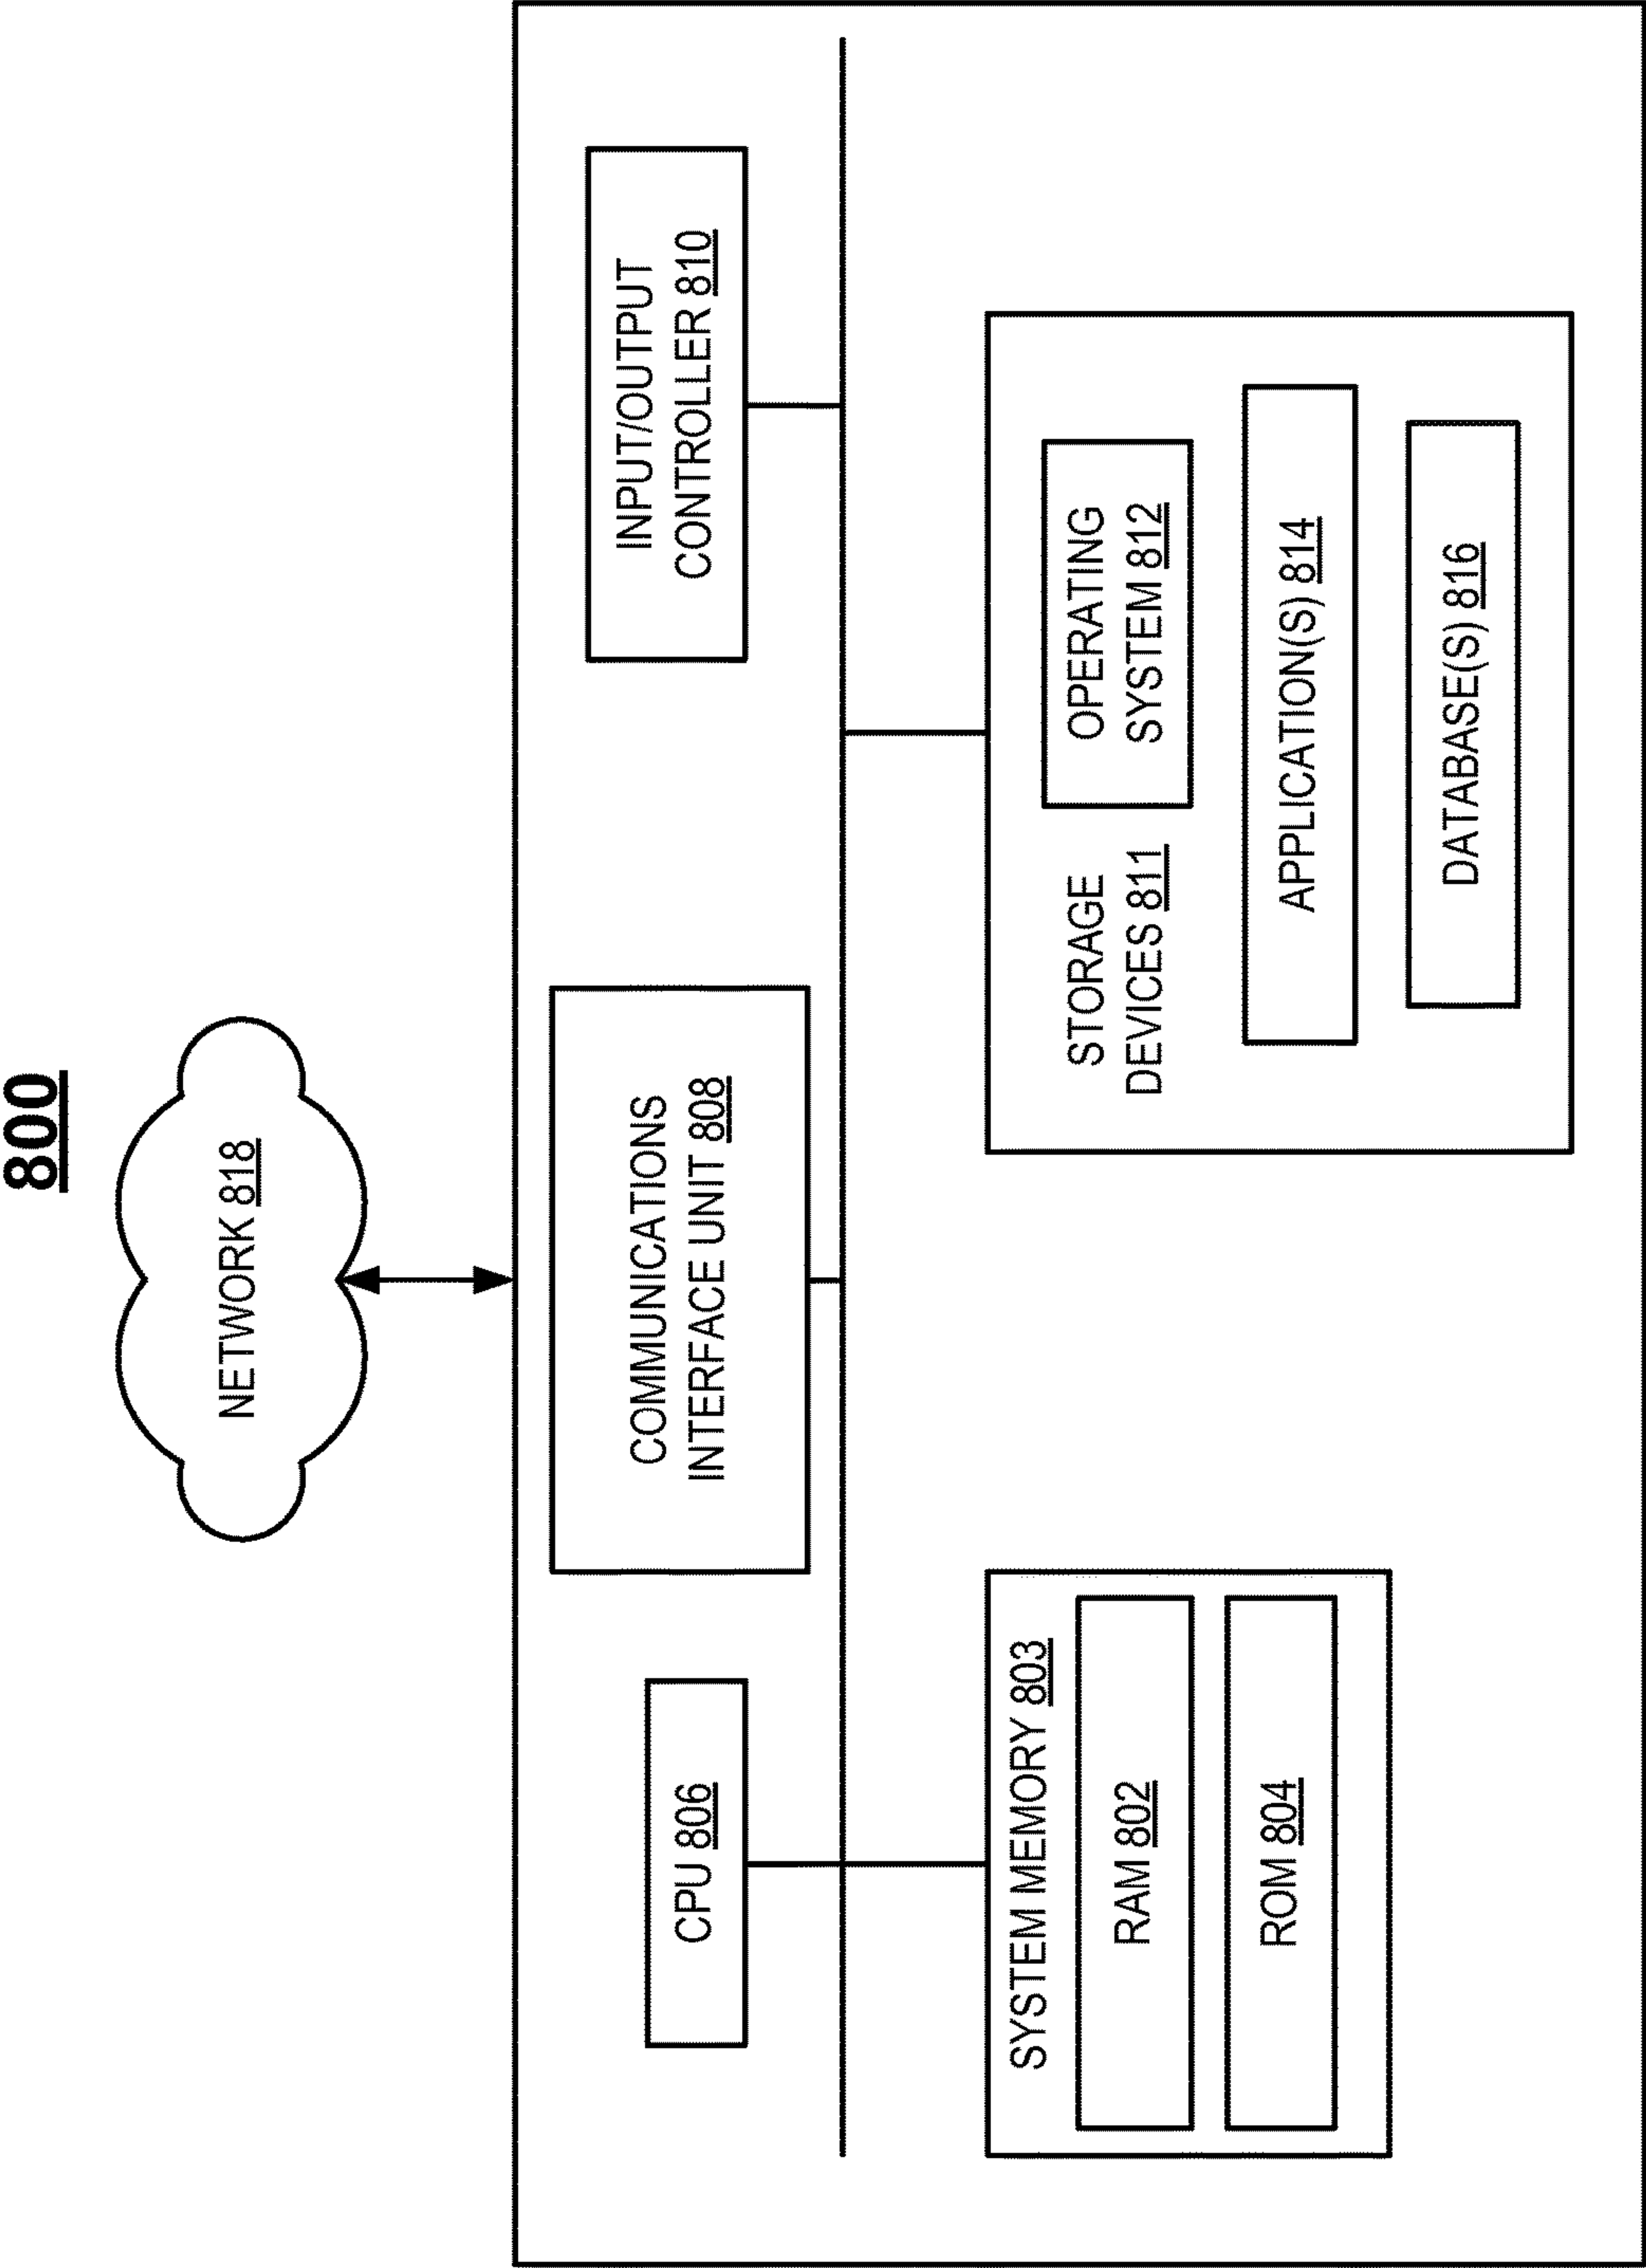 800
NETWORK 818
CPU 806
COMMUNICATIONS
INTERFACE UNIT 808
INPUT/OUTPUT
CONTROLLER 810
SYSTEM MEMORY 803
RAM 802
ROM 804
STORAGE
DEVICES 811
OPERATING
SYSTEM 812
APPLICATION(S) 814
DATABASE(S) 816